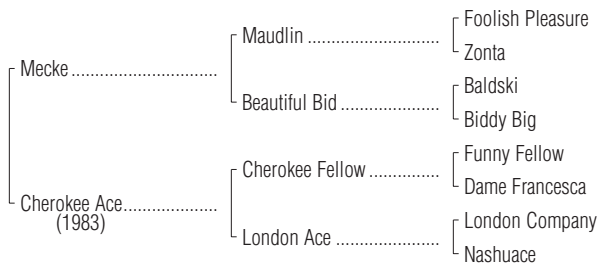 Foolish Pleasure
Maudlin ..............................
Zonta
Mecke .................................
Baldski
Beautiful Bid ......................
Biddy Big
Funny Fellow
Cherokee Fellow ................
Dame Francesca
Cherokee Ace.....................
(1983)
London Company
London Ace .......................
Nashuace